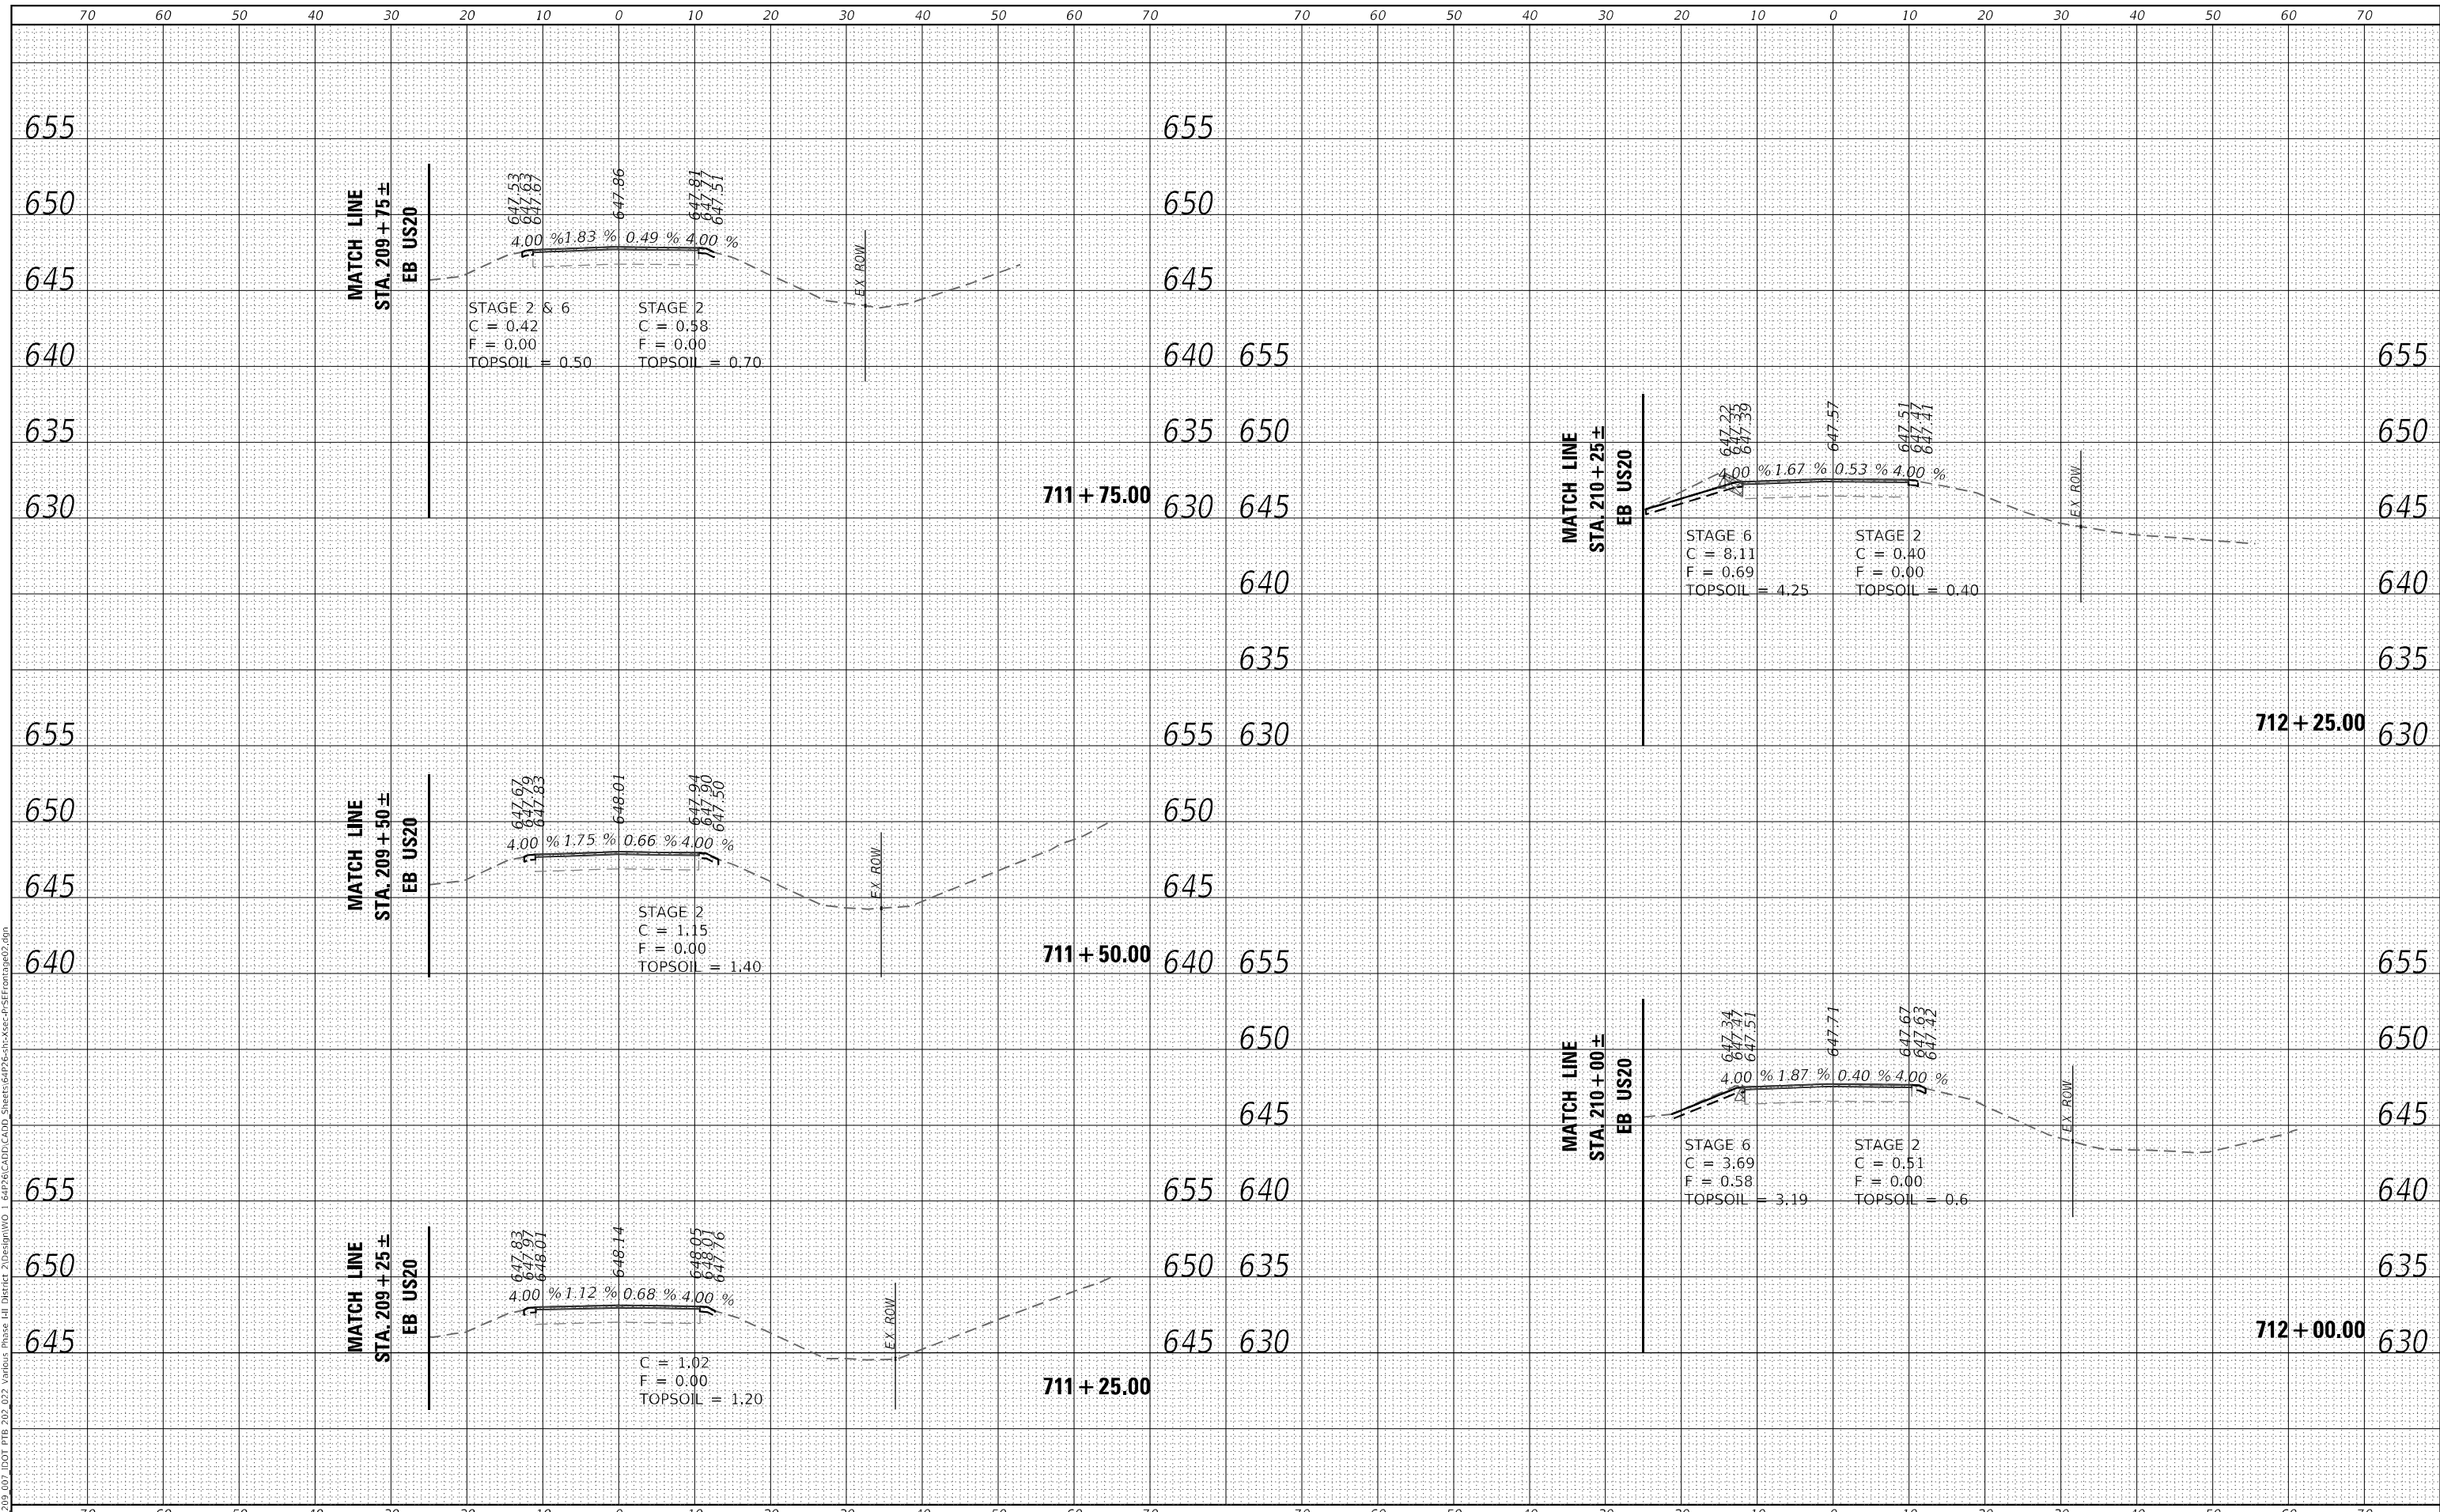 70 60 50 40 30 20 10 0 10 20 30 40 50 60 70 70 60 50 40 30 20 10 0 10 20 30 40 50 60 70
655
650
645
640
635
630
MATCH LINE
STA. 209+75±
EB US20
647.53
647.63
647.67
647.86
647.81
647.77
647.51
4.00 % 1.83 % 0.49 % 4.00 %
EX ROW
STAGE 2 & 6
C = 0.42
F = 0.00
TOPSOIL = 0.50
STAGE 2
C = 0.58
F = 0.00
TOPSOIL = 0.70
711+75.00
655
650
645
640
635
630
655
650
645
640
MATCH LINE
STA. 209+50±
EB US20
647.67
647.79
647.83
648.01
647.94
647.90
647.50
4.00 % 1.75 % 0.66 % 4.00 %
EX ROW
STAGE 2
C = 1.15
F = 0.00
TOPSOIL = 1.40
711+50.00
655
650
645
640
655
650
645
MATCH LINE
STA. 209+25±
EB US20
647.83
647.97
648.01
648.14
648.05
648.01
647.76
4.00 % 1.12 % 0.68 % 4.00 %
EX ROW
C = 1.02
F = 0.00
TOPSOIL = 1.20
711+25.00
655
650
645
655
650
645
640
635
630
MATCH LINE
STA. 210+25±
EB US20
647.22
647.35
647.39
647.57
647.51
647.47
647.41
4.00 % 1.67 % 0.53 % 4.00 %
EX ROW
STAGE 6
C = 8.11
F = 0.69
TOPSOIL = 4.25
STAGE 2
C = 0.40
F = 0.00
TOPSOIL = 0.40
712+25.00
655
650
645
640
635
630
655
650
645
640
635
630
MATCH LINE
STA. 210+00±
EB US20
647.34
647.47
647.51
647.71
647.67
647.63
647.42
4.00 % 1.87 % 0.40 % 4.00 %
EX ROW
STAGE 6
C = 3.69
F = 0.58
TOPSOIL = 3.19
STAGE 2
C = 0.51
F = 0.00
TOPSOIL = 0.6
712+00.00
655
650
645
640
635
630